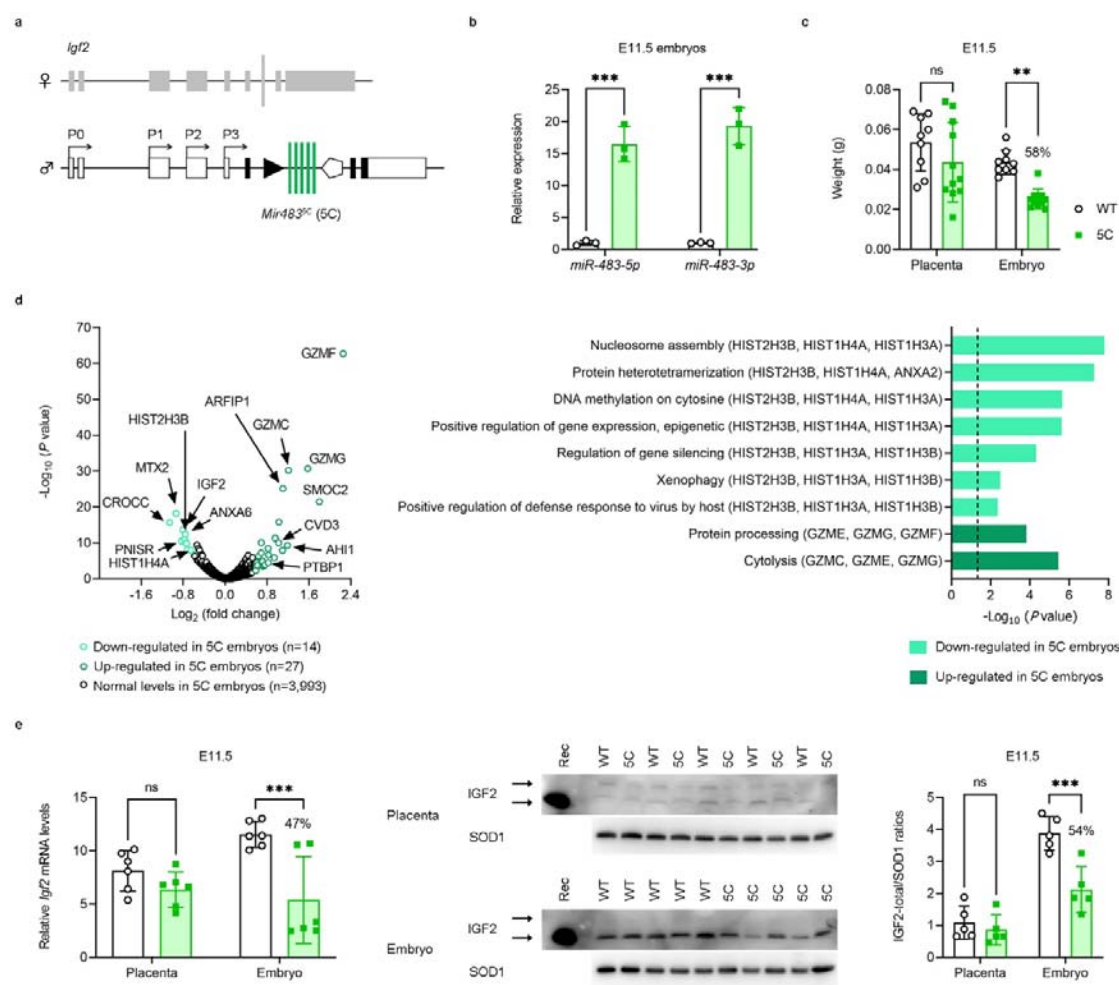 a
Igf2
♀
♂
P0
P1
P2
P3
Mir483⁵ᶜ (5C)
b
E11.5 embryos
***
***
Relative expression
25
20
15
10
5
0
miR-483-5p
miR-483-3p
c
E11.5
ns
**
58%
Weight (g)
0.08
0.06
0.04
0.02
0.00
Placenta
Embryo
WT
5C
d
-Log₁₀ (P value)
70
60
50
40
30
20
10
0
GZMF
ARFIP1
GZMC
HIST2H3B
GZMG
MTX2
IGF2
SMOC2
CROCC
ANXA6
CVD3
PNISR
AHI1
HIST1H4A
PTBP1
-1.6
-0.8
0.0
0.8
1.6
2.4
Log₂ (fold change)
Down-regulated in 5C embryos (n=14)
Up-regulated in 5C embryos (n=27)
Normal levels in 5C embryos (n=3,993)
Nucleosome assembly (HIST2H3B, HIST1H4A, HIST1H3A)
Protein heterotetramerization (HIST2H3B, HIST1H4A, ANXA2)
DNA methylation on cytosine (HIST2H3B, HIST1H4A, HIST1H3A)
Positive regulation of gene expression, epigenetic (HIST2H3B, HIST1H4A, HIST1H3A)
Regulation of gene silencing (HIST2H3B, HIST1H3A, HIST1H3B)
Xenophagy (HIST2H3B, HIST1H3A, HIST1H3B)
Positive regulation of defense response to virus by host (HIST2H3B, HIST1H3A, HIST1H3B)
Protein processing (GZME, GZMG, GZMF)
Cytolysis (GZMC, GZME, GZMG)
0
2
4
6
8
-Log₁₀ (P value)
Down-regulated in 5C embryos
Up-regulated in 5C embryos
e
E11.5
ns
***
47%
Relative Igf2 mRNA levels
15
10
5
0
Placenta
Embryo
Rec WT 5C WT 5C WT 5C WT 5C WT 5C
IGF2
Placenta
SOD1
Rec WT WT WT WT WT 5C 5C 5C 5C 5C
IGF2
Embryo
SOD1
E11.5
ns
***
54%
IGF2-total/SOD1 ratios
5
4
3
2
1
0
Placenta
Embryo